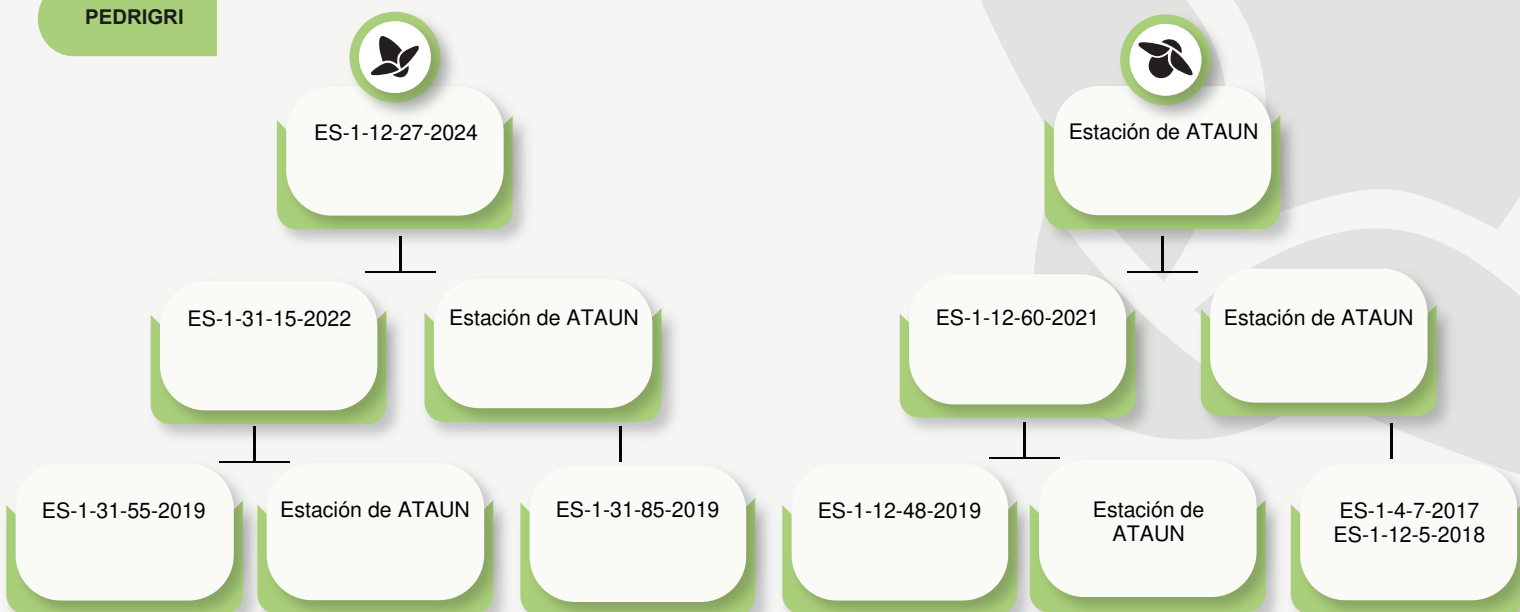 PEDRIGRI
ES-1-12-27-2024
Estación de ATAUN
ES-1-31-15-2022
Estación de ATAUN
ES-1-12-60-2021
Estación de ATAUN
ES-1-31-55-2019
Estación de ATAUN
ES-1-31-85-2019
ES-1-12-48-2019
Estación de
ATAUN
ES-1-4-7-2017
ES-1-12-5-2018